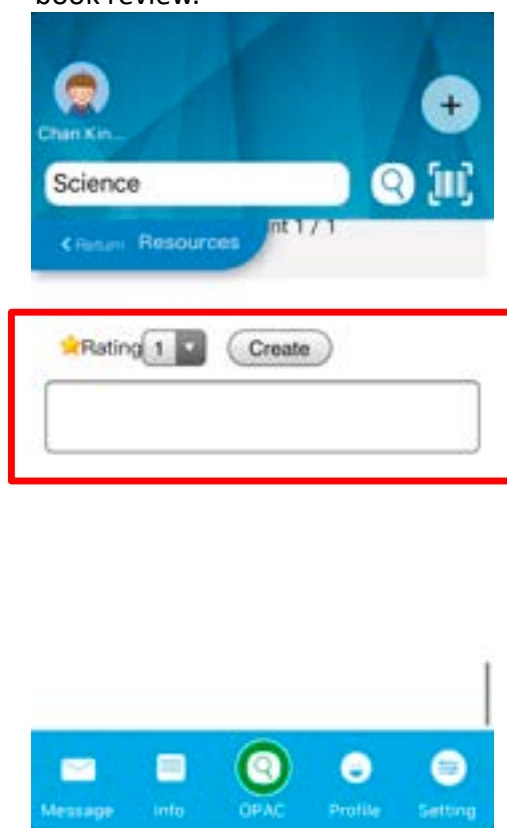 book review.
Chan Kin...
+
Science
nt 1 / 1
Return Resources
Rating 1 Create
Message Info OPAC Profile Setting